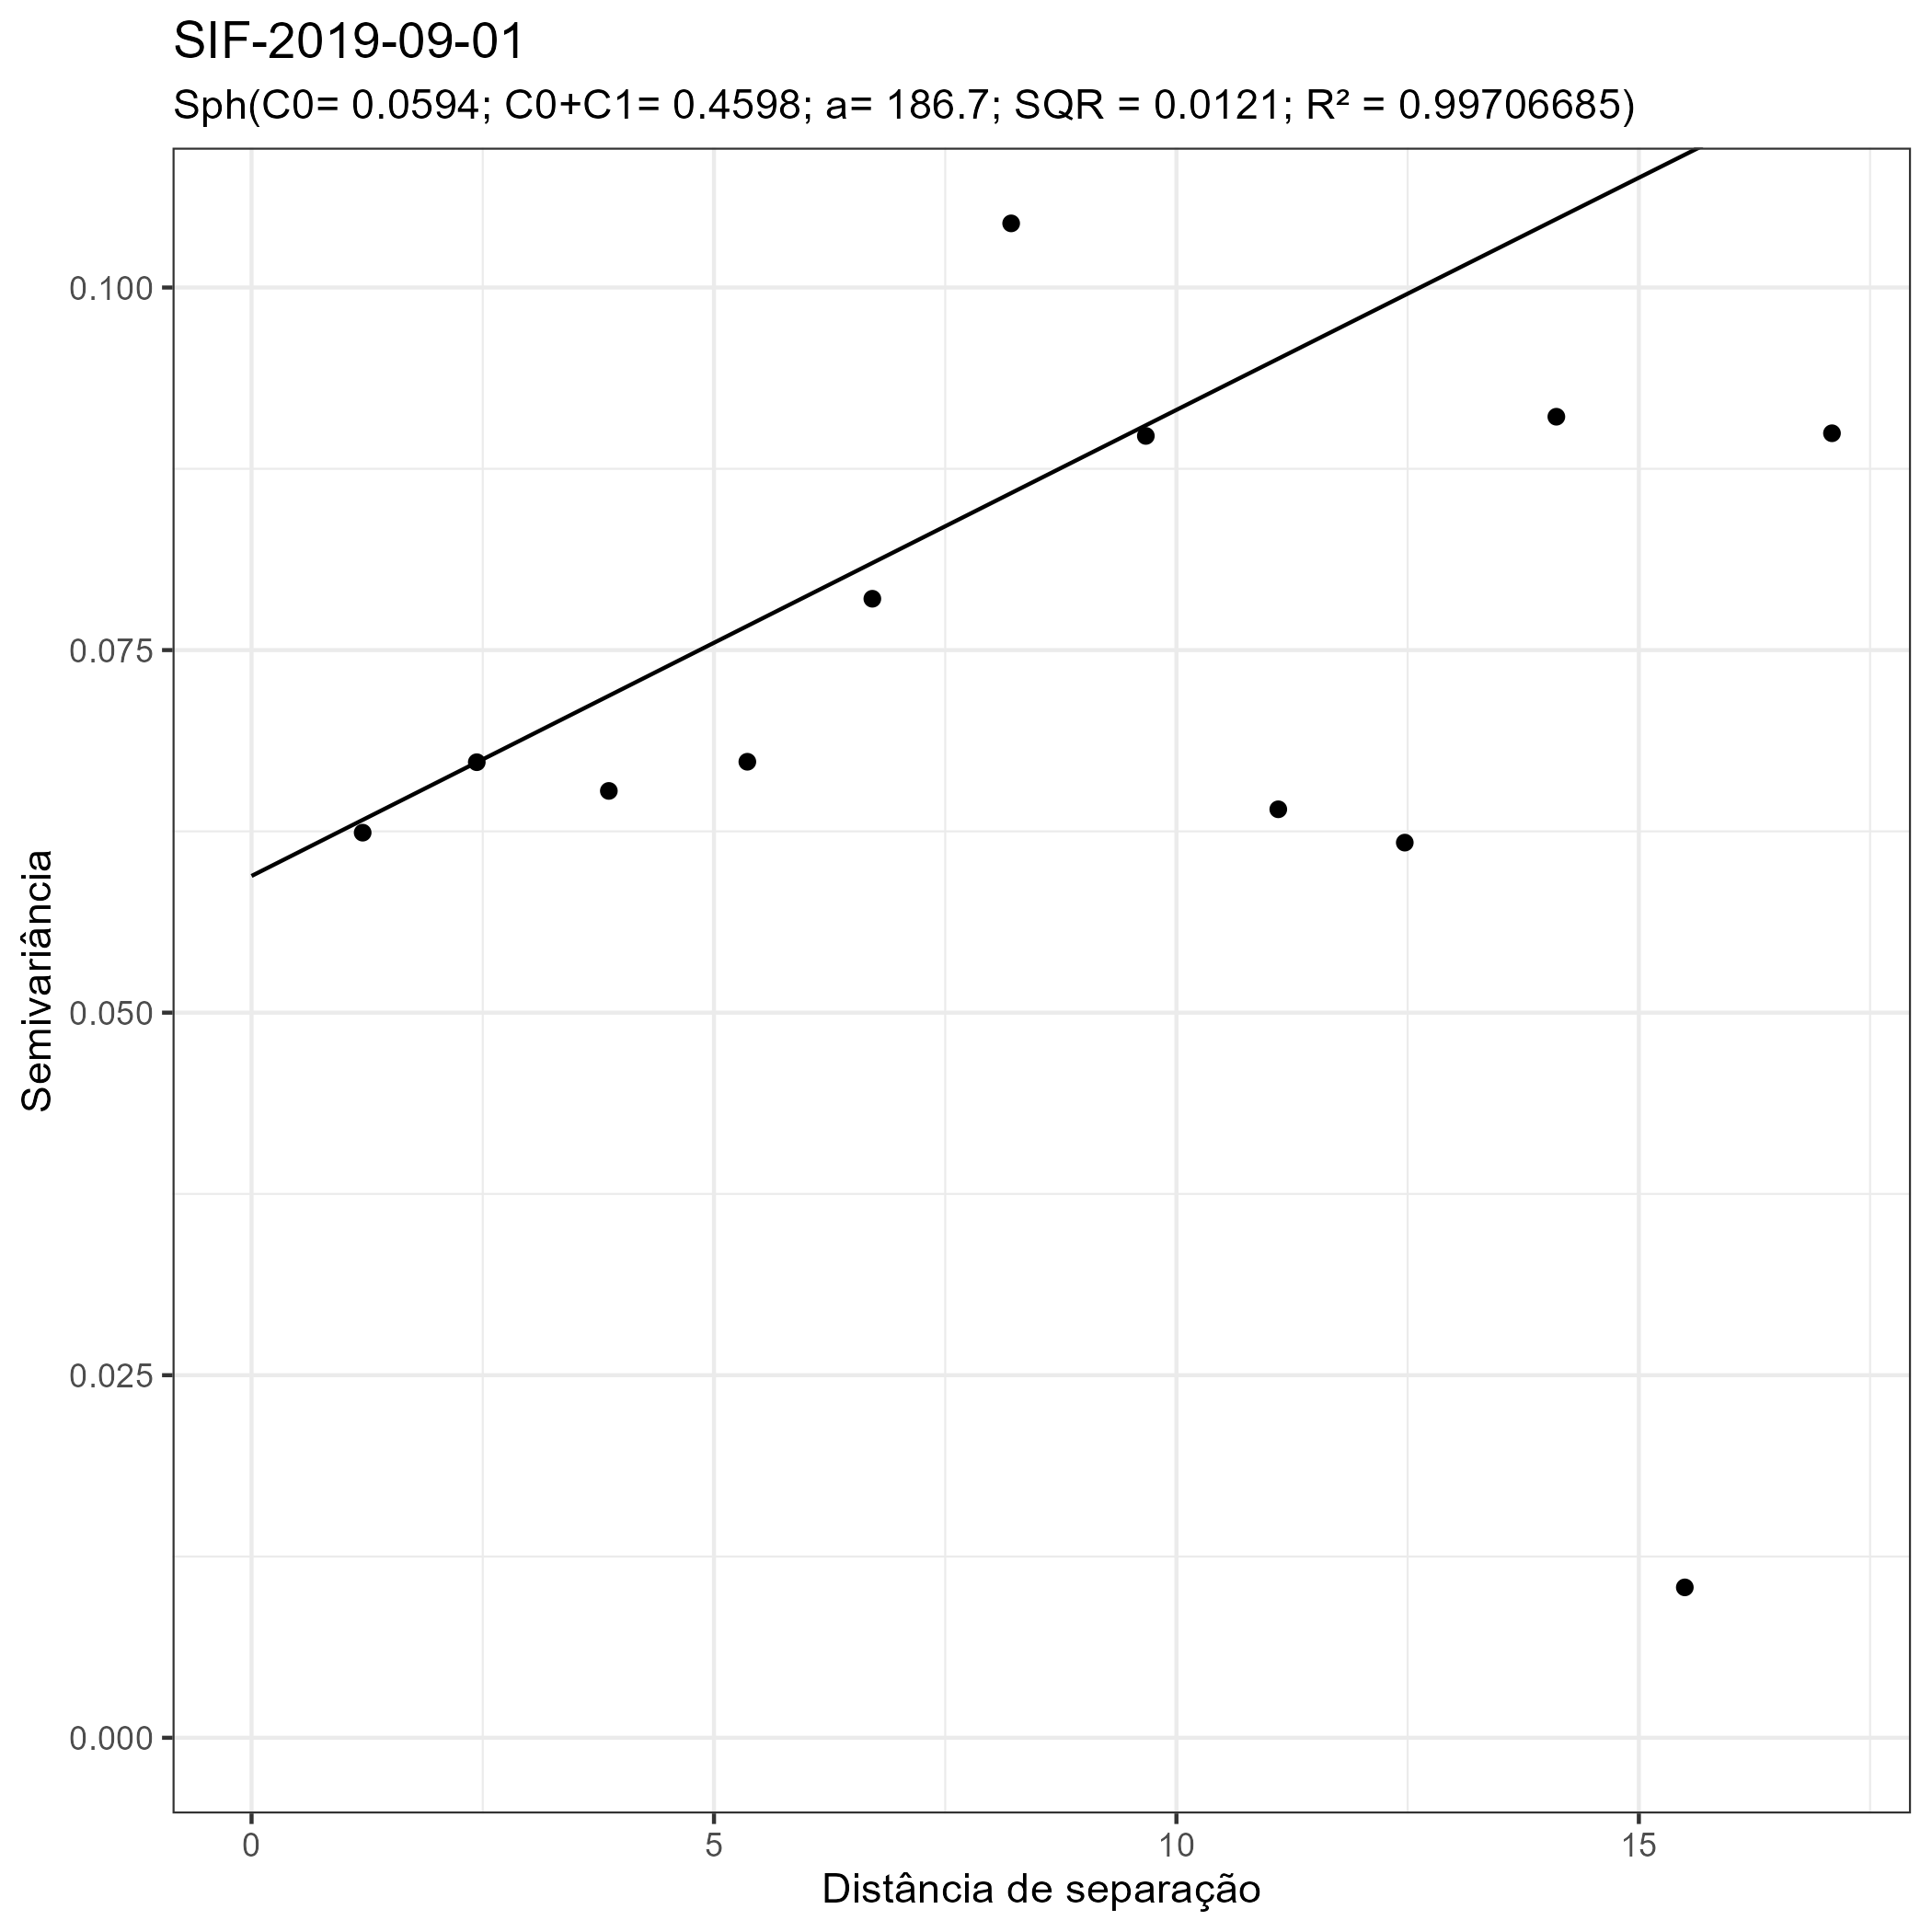 SIF-2019-09-01
Sph(C0= 0.0594; C0+C1= 0.4598; a= 186.7; SQR = 0.0121; R² = 0.99706685)
Semivariância
0.100
0.075
0.050
0.025
0.000
0 5 10 15
Distância de separação